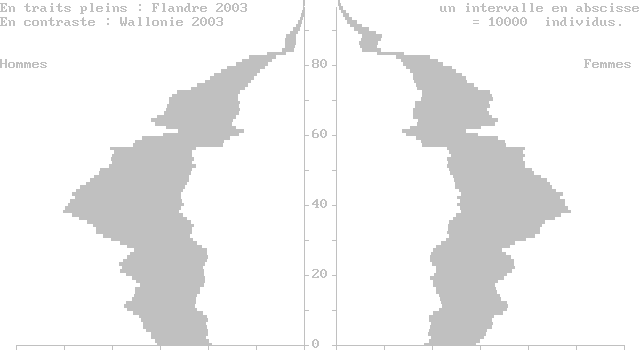 En traits pleins : Flandre 2003
En contraste : Wallonie 2003
un intervalle en abscisse
= 10000 individus.
Hommes
Femmes
80
60
40
20
0